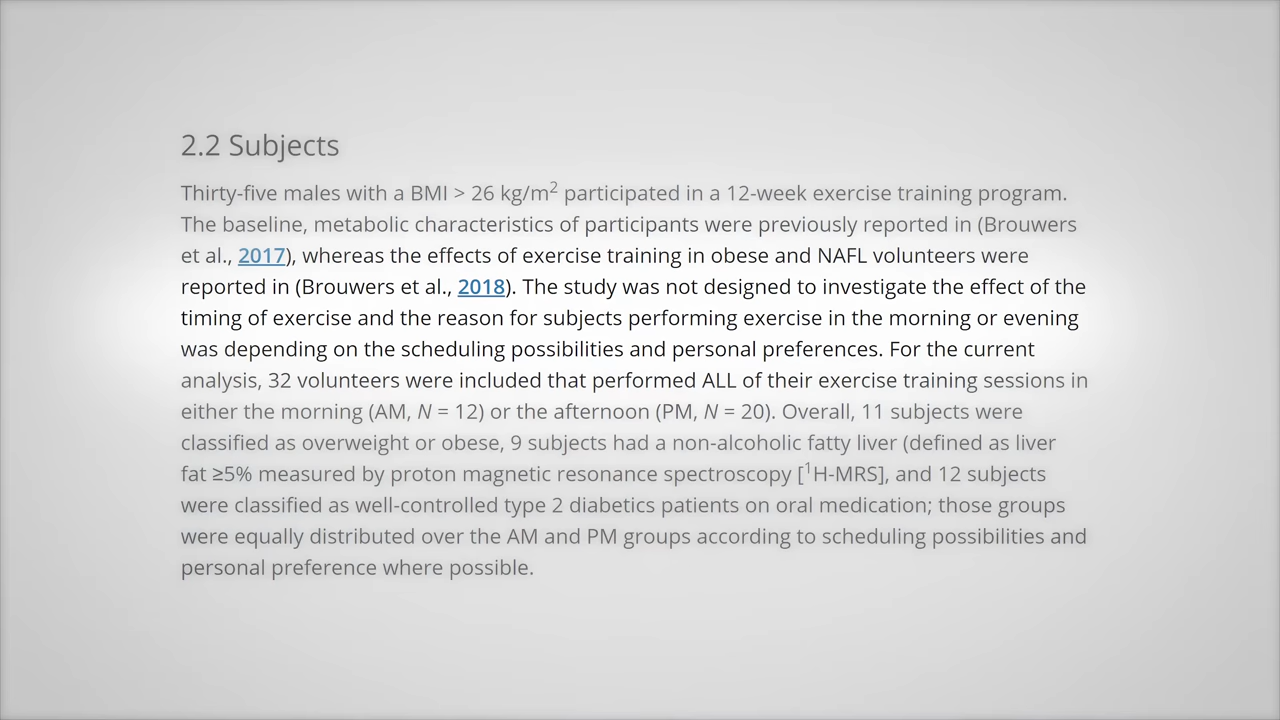 2.2 Subjects
Thirty-five males with a BMI > 26 kg/m² participated in a 12-week exercise training program.
The baseline, metabolic characteristics of participants were previously reported in (Brouwers
et al., 2017), whereas the effects of exercise training in obese and NAFL volunteers were
reported in (Brouwers et al., 2018). The study was not designed to investigate the effect of the
timing of exercise and the reason for subjects performing exercise in the morning or evening
was depending on the scheduling possibilities and personal preferences. For the current
analysis, 32 volunteers were included that performed ALL of their exercise training sessions in
either the morning (AM, N = 12) or the afternoon (PM, N = 20). Overall, 11 subjects were
classified as overweight or obese, 9 subjects had a non-alcoholic fatty liver (defined as liver
fat ≥5% measured by proton magnetic resonance spectroscopy [¹H-MRS], and 12 subjects
were classified as well-controlled type 2 diabetics patients on oral medication; those groups
were equally distributed over the AM and PM groups according to scheduling possibilities and
personal preference where possible.